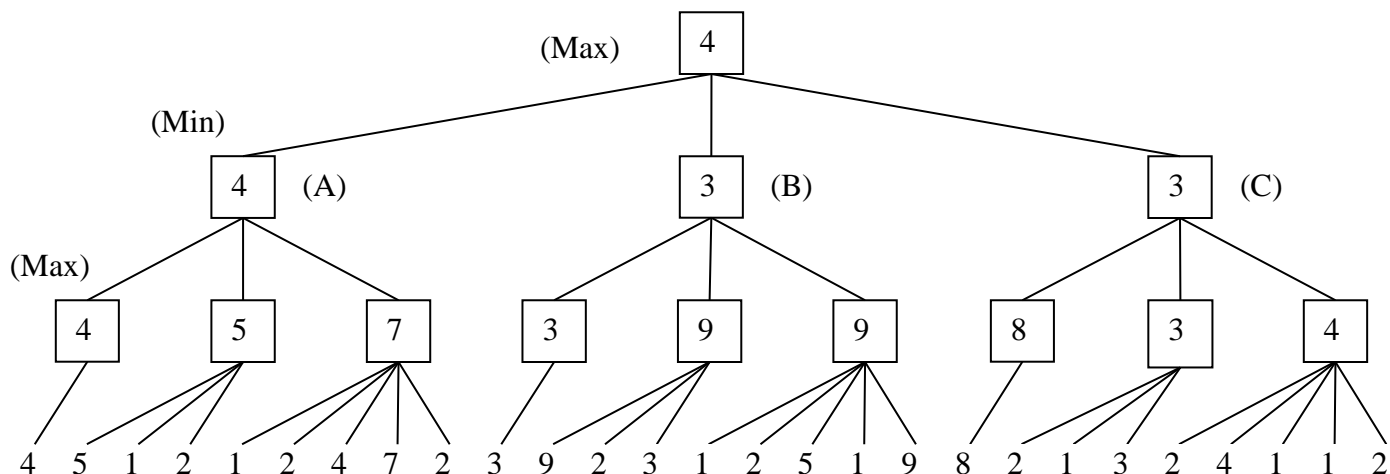 (Max) 4
(Min)
4 (A) 3 (B) 3 (C)
(Max)
4 5 7 3 9 9 8 3 4
4 5 1 2 1 2 4 7 2 3 9 2 3 1 2 5 1 9 8 2 1 3 2 4 1 1 2